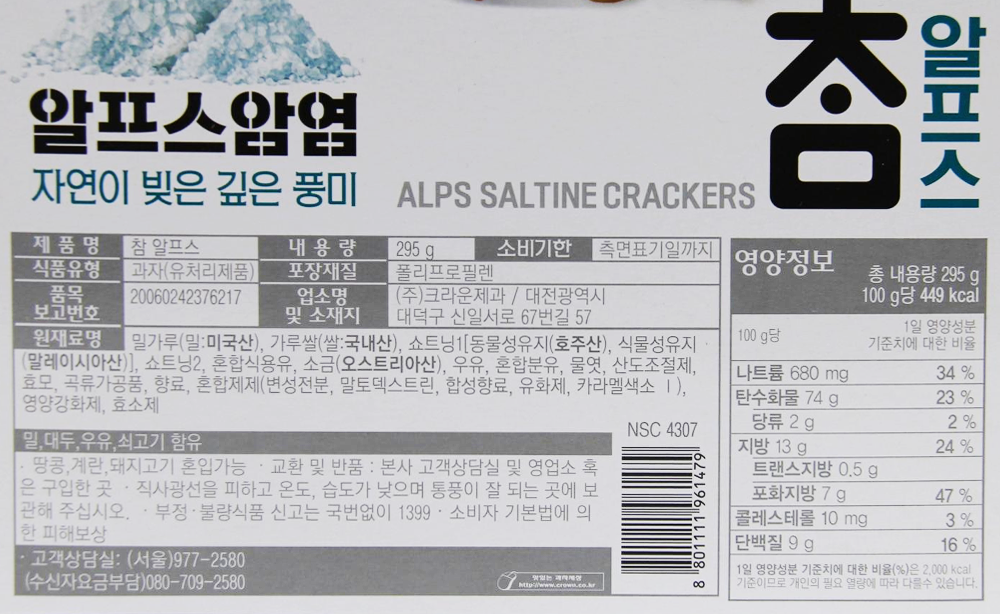 알프스암염
자연이 빚은 깊은 풍미
ALPS SALTINE CRACKERS
참
알프스
제품명 참 알프스 내용량 295 g 소비기한 측면표기일까지
식품유형 과자(유처리제품) 포장재질 폴리프로필렌
품목 보고번호 20060242376217 업소명 및 소재지 (주)크라운제과 / 대전광역시
대덕구 신일서로 67번길 57
원재료명 밀가루(밀:미국산), 가루쌀(쌀:국내산), 쇼트닝1[동물성유지(호주산), 식물성유지
(말레이시아산)], 쇼트닝2, 혼합식용유, 소금(오스트리아산), 우유, 혼합분유, 물엿, 산도조절제,
효모, 곡류가공품, 향료, 혼합제제(변성전분, 말토덱스트린, 합성향료, 유화제, 카라멜색소 Ⅰ),
영양강화제, 효소제
밀,대두,우유,쇠고기 함유
· 땅콩,계란,돼지고기 혼입가능 · 교환 및 반품 : 본사 고객상담실 및 영업소 혹
은 구입한 곳 · 직사광선을 피하고 온도, 습도가 낮으며 통풍이 잘 되는 곳에 보
관해 주십시오. · 부정·불량식품 신고는 국번없이 1399 · 소비자 기본법에 의
한 피해보상
· 고객상담실: (서울)977-2580
(수신자요금부담)080-709-2580
맛있는 과자세상
http://www.crown.co.kr
NSC 4307
8 801111 961479
영양정보
총 내용량 295 g
100 g당 449 kcal
100 g당 1일 영양성분
기준치에 대한 비율
나트륨 680 mg 34 %
탄수화물 74 g 23 %
당류 2 g 2 %
지방 13 g 24 %
트랜스지방 0.5 g
포화지방 7 g 47 %
콜레스테롤 10 mg 3 %
단백질 9 g 16 %
1일 영양성분 기준치에 대한 비율(%)은 2,000 kcal
기준이므로 개인의 필요 열량에 따라 다를수 있습니다.